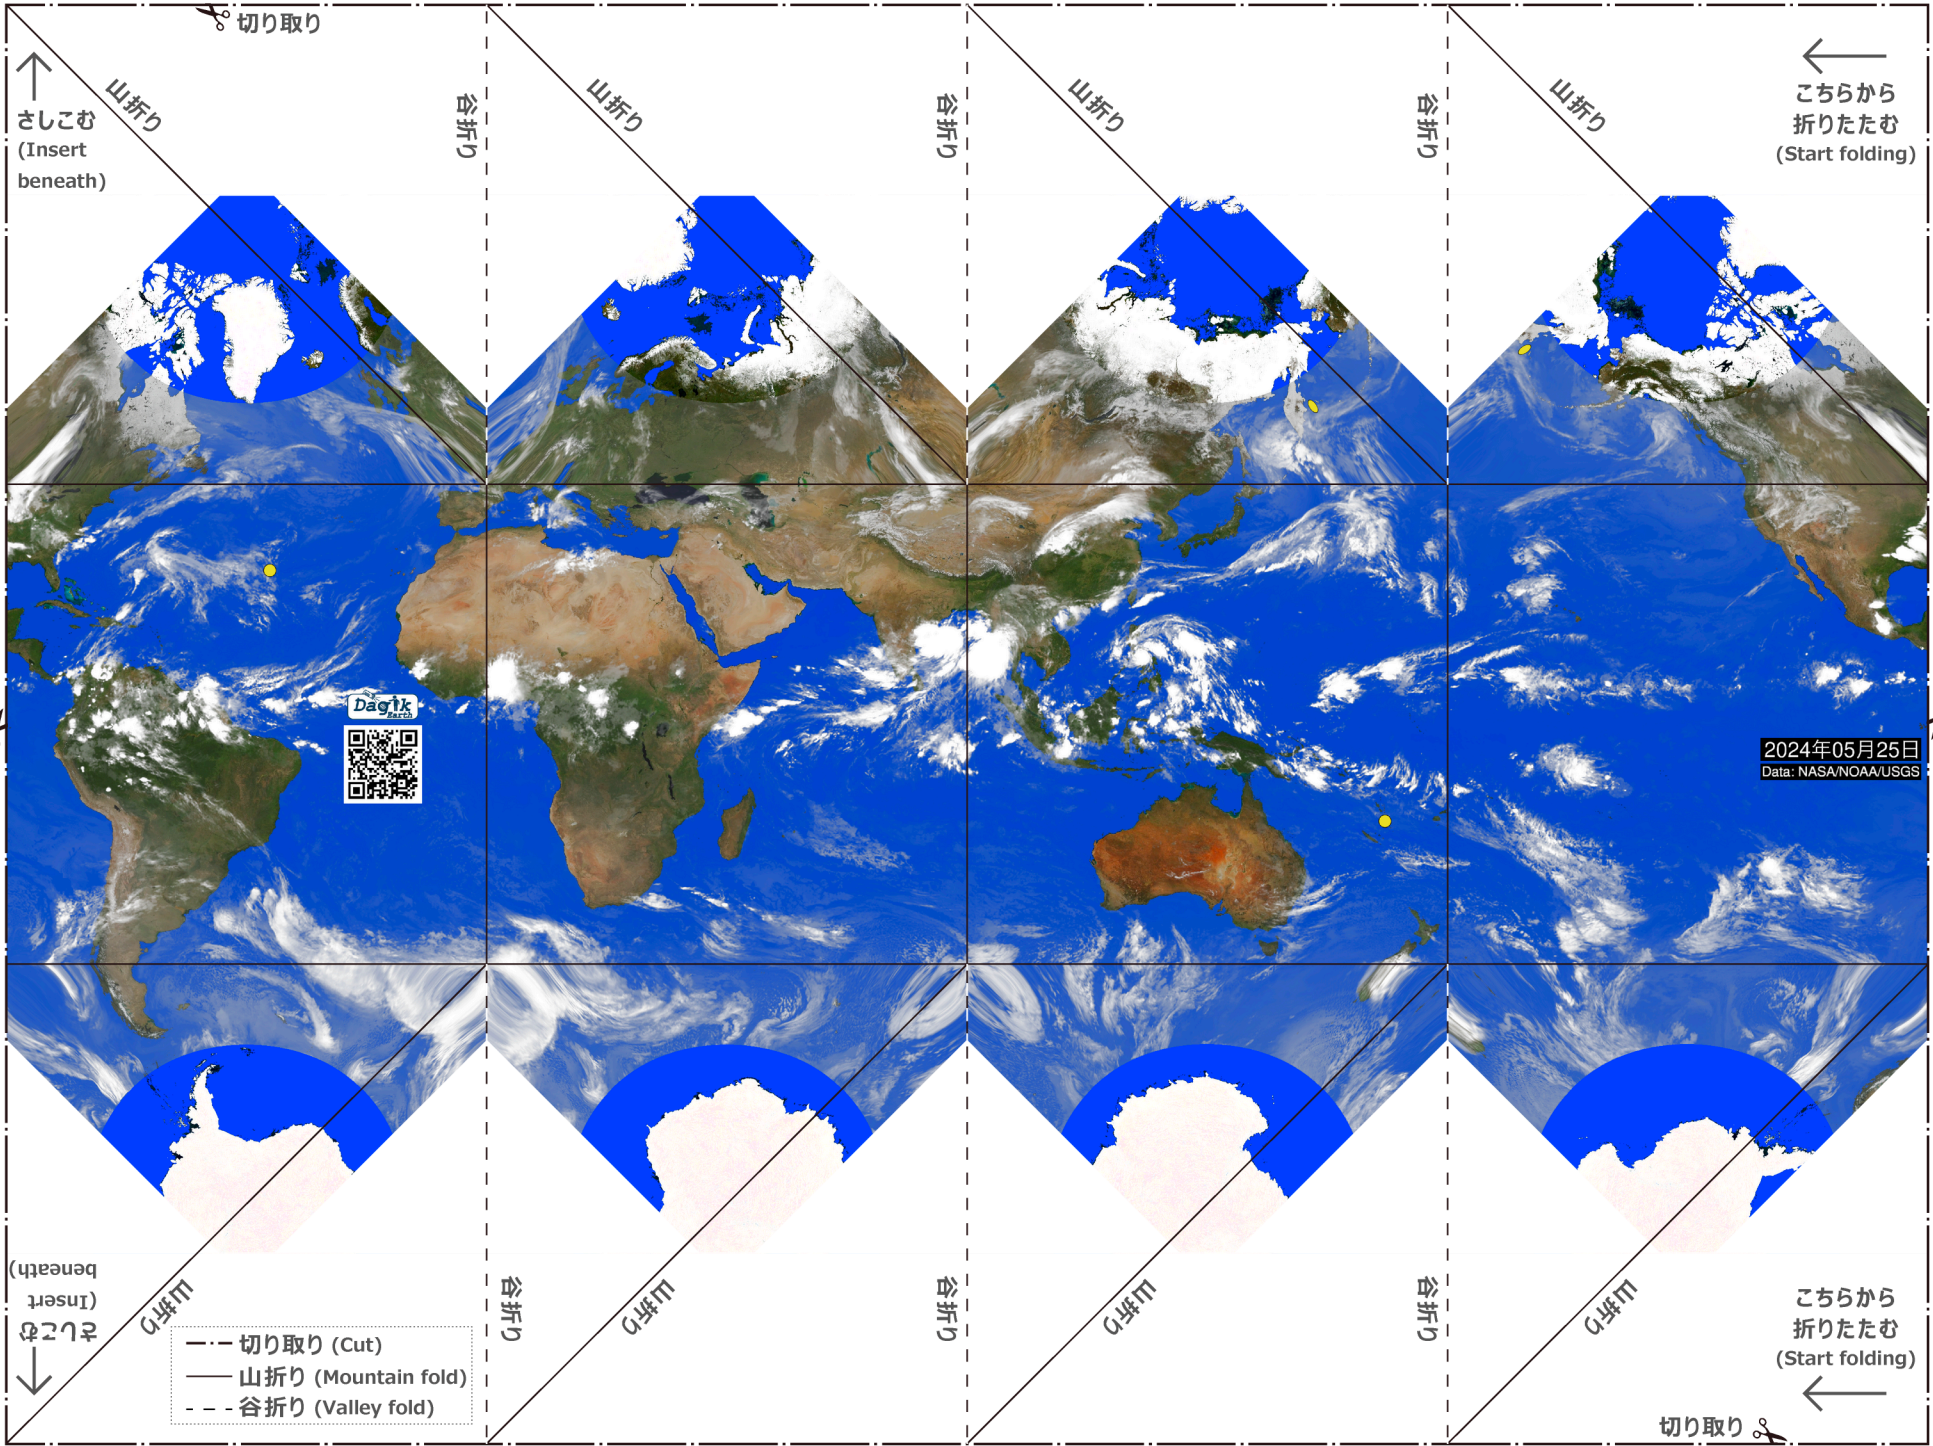 切り取り
山折り
谷折り
山折り
谷折り
山折り
谷折り
山折り
さしこむ
(Insert
beneath)
こちらから
折りたたむ
(Start folding)
Dagik
Earth
2024年05月25日
Data: NASA/NOAA/USGS
さしこむ
(Insert
beneath)
山折り
谷折り
山折り
谷折り
山折り
谷折り
山折り
切り取り (Cut)
山折り (Mountain fold)
谷折り (Valley fold)
こちらから
折りたたむ
(Start folding)
切り取り